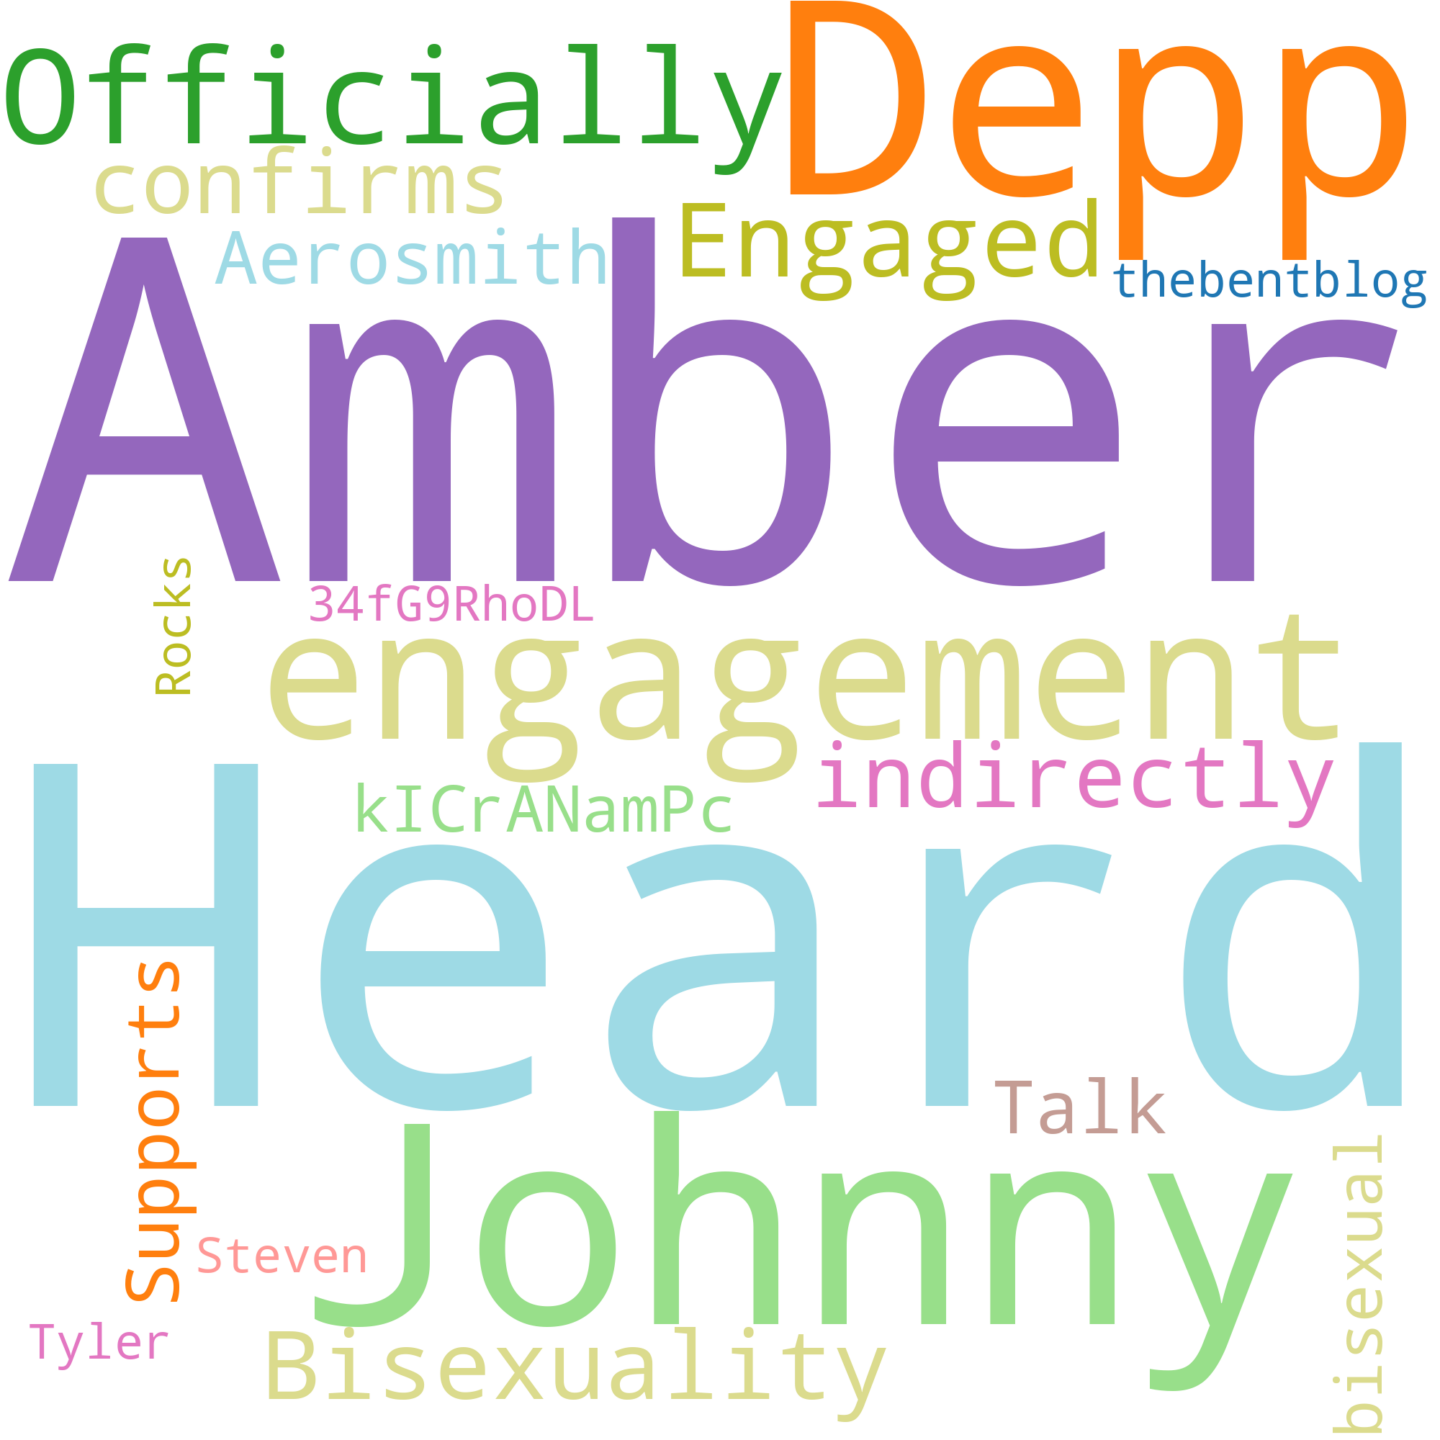 Officially
Depp
confirms
Engaged
Aerosmith
thebentblog
Amber
Rocks
34fG9RhoDL
engagement
indirectly
kICrANamPc
Heard
Supports
Talk
Johnny
bisexual
Steven
Tyler
Bisexuality